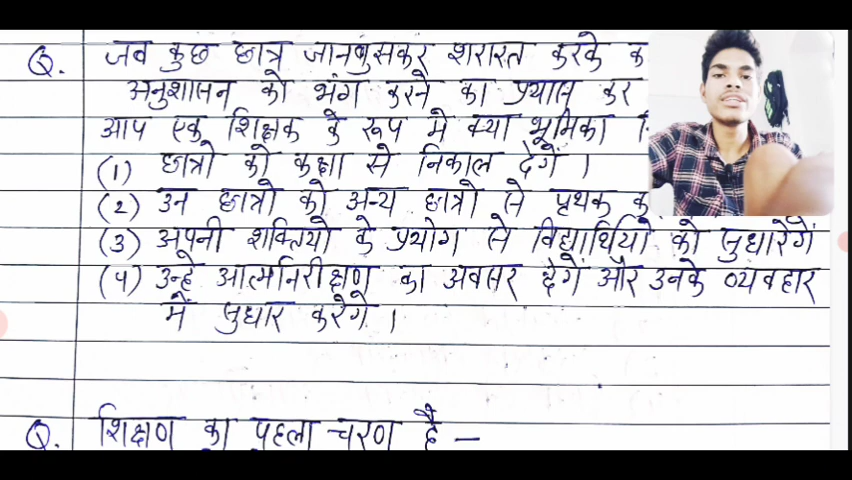 Q. जब कुछ छात्र जानबुसकर शरारत करके
अनुशासन को भंग करने का प्रयास कर
आप एक शिक्षक के रूप मे क्या भूमिका
(1) छात्रो को कक्षा से निकाल देगें।
(2) उन छात्रो को अन्य छात्रो से पृथक
(3) अपनी शक्तियो के प्रयोग से विद्यार्थियो को सुधारेगें
(4) उन्हे आत्मनिरीक्षण का अवसर देगें और उनके व्यवहार
में सुधार करेगे।
Q. शिक्षण का पहला चरण है –